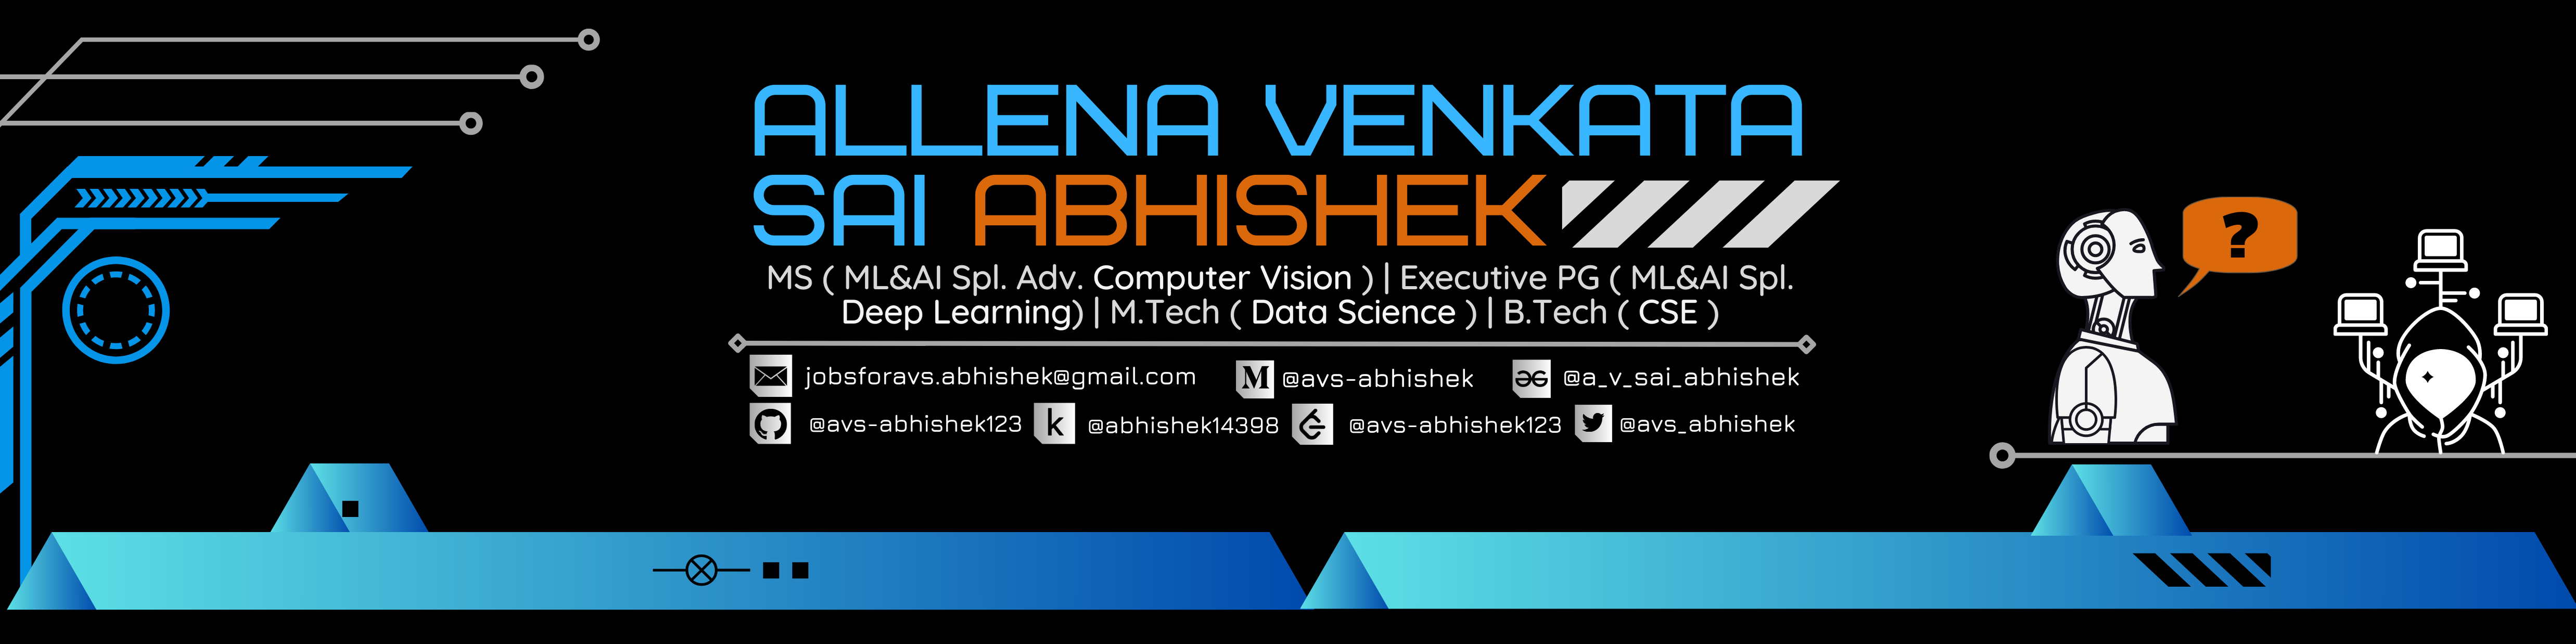 ALLENA VENKATA
SAI ABHISHEK
?
MS ( ML&AI Spl. Adv. Computer Vision ) | Executive PG ( ML&AI Spl.
Deep Learning) | M.Tech ( Data Science ) | B.Tech ( CSE )
jobsforavs.abhishek@gmail.com M @avs-abhishek @a_v_sai_abhishek
@avs-abhishek123 k @abhishek14398 @avs-abhishek123 @avs_abhishek